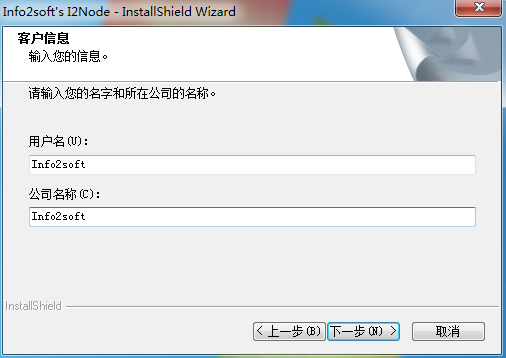 Info2soft's I2Node - InstallShield Wizard
客户信息
输入您的信息。
请输入您的名字和所在公司的名称。
用户名(U):
Info2soft
公司名称(C):
Info2soft
InstallShield
< 上一步(B) 下一步(N) > 取消